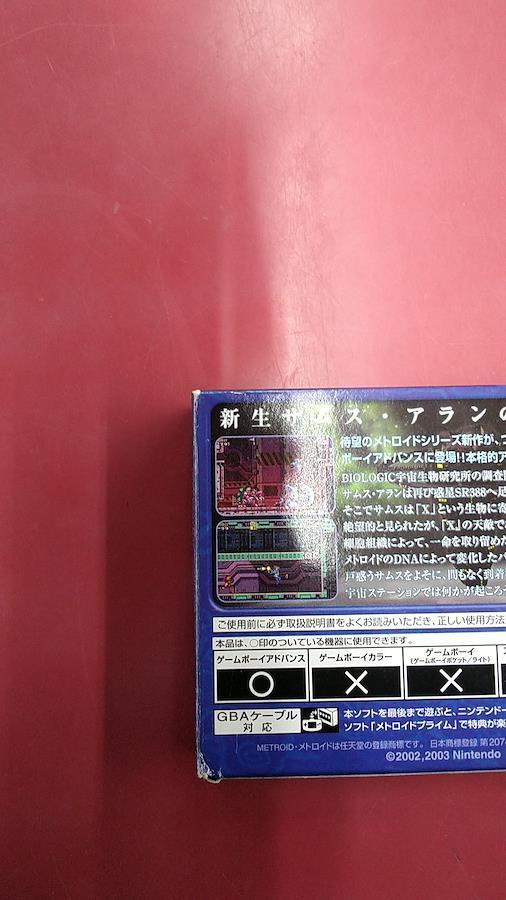 新生サムス・アランの
待望のメトロイドシリーズ新作が、つ
ボーイアドバンスに登場!!本格的ア
BIOLOGIC宇宙生物研究所の調査
サムス・アランは再び惑星SR388へ足
そこでサムスは「X」という生物に寄
絶望的と見られたが、「X」の天敵であ
細胞組織によって、一命を取り留めた
メトロイドのDNAによって変化したパ
戸惑うサムスをよそに、間もなく到着
宇宙ステーションでは何かが起ころ
ご使用前に必ず取扱説明書をよくお読みいただき、正しい使用方法
本品は、○印のついている機器に使用できます。
ゲームボーイアドバンス ゲームボーイカラー ゲームボーイ
(ゲームボーイポケット/ライト)
○ × ×
GBAケーブル
対応
本ソフトを最後まで遊ぶと、ニンテンドー
ソフト「メトロイドプライム」で特典が楽
METROID・メトロイドは任天堂の登録商標です。 日本商標登録 第207
©2002,2003 Nintendo